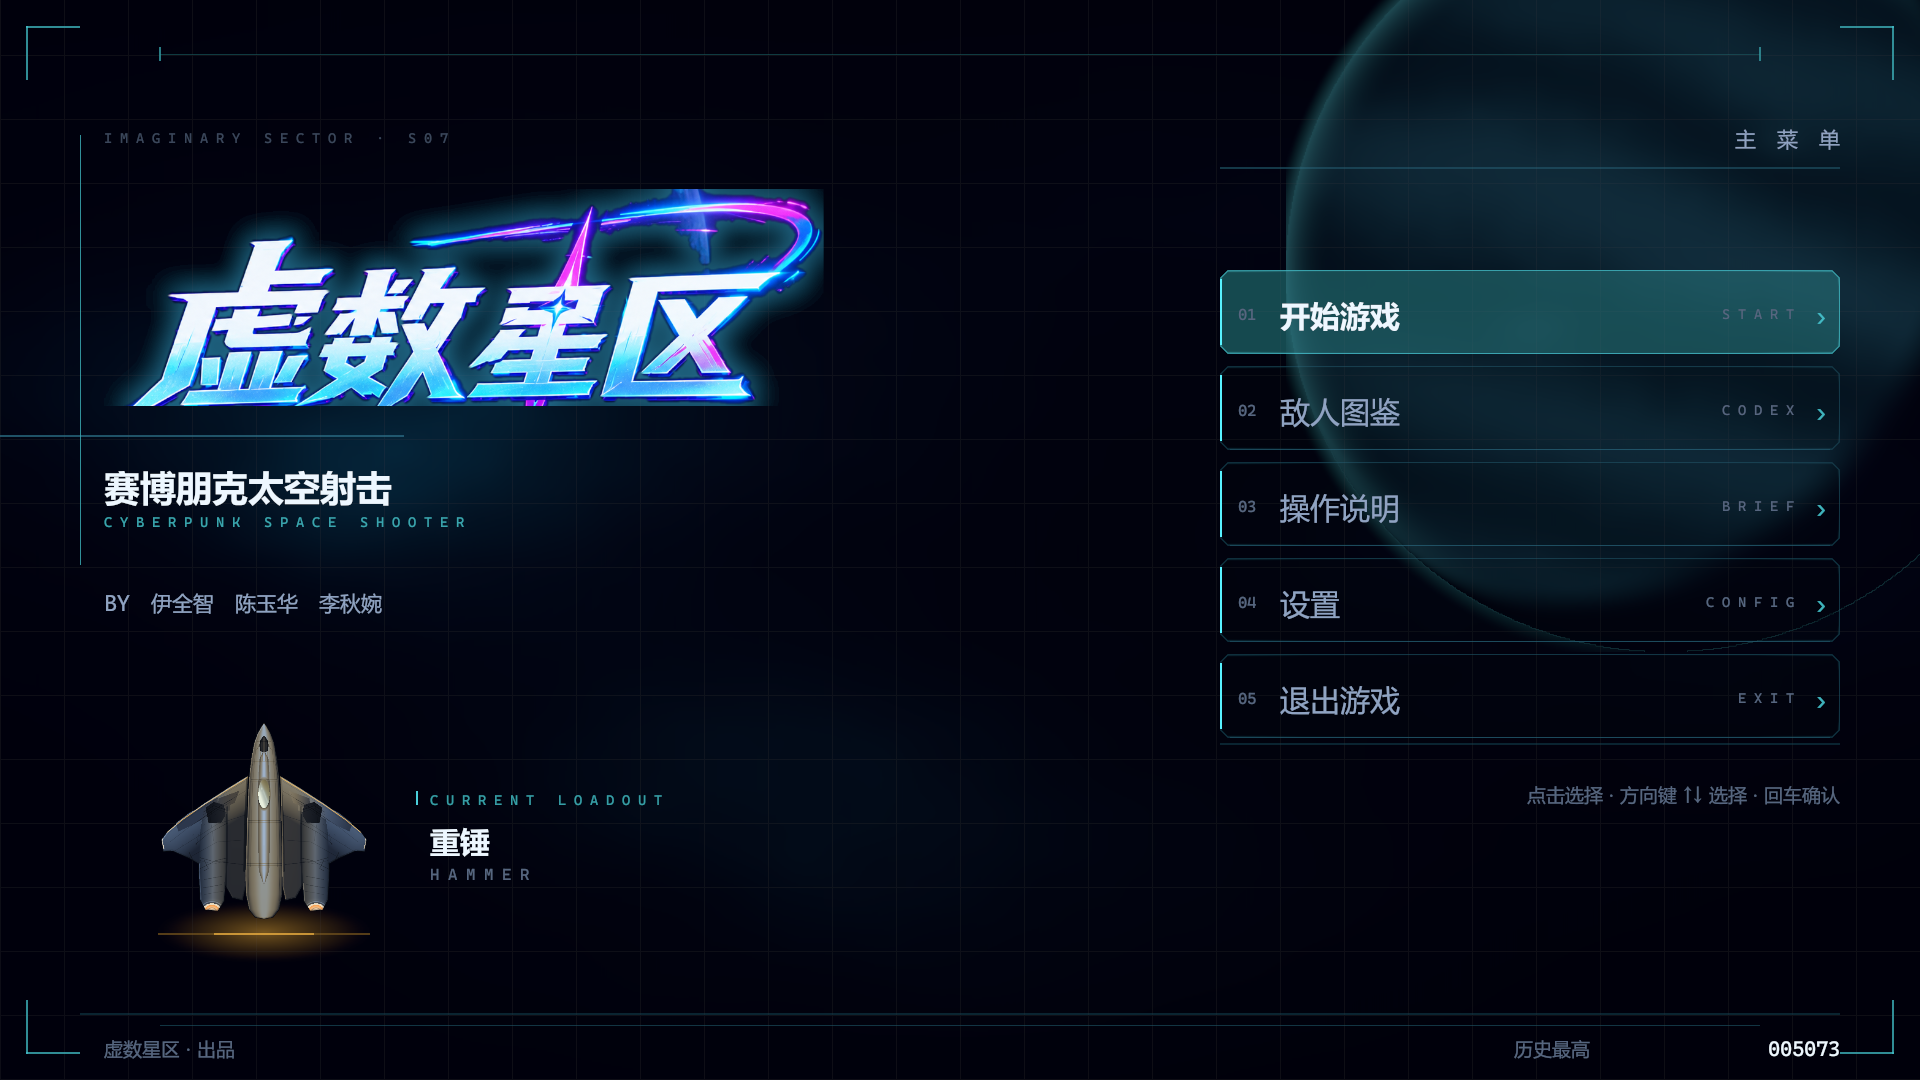 IMAGINARY SECTOR · S07
虚数星区
赛博朋克太空射击
CYBERPUNK SPACE SHOOTER
BY 伊全智 陈玉华 李秋婉
CURRENT LOADOUT
重锤
HAMMER
主菜单
01 开始游戏 START ›
02 敌人图鉴 CODEX ›
03 操作说明 BRIEF ›
04 设置 CONFIG ›
05 退出游戏 EXIT ›
点击选择 · 方向键 ↑↓ 选择 · 回车确认
虚数星区 · 出品
历史最高 005073